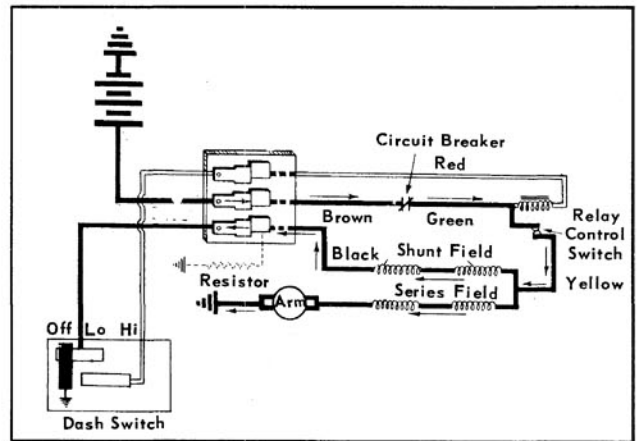 Circuit Breaker
Red
Brown
Green
Relay
Control
Switch
Black
Shunt Field
Yellow
Resistor
Series Field
Arm
Off Lo Hi
Dash Switch